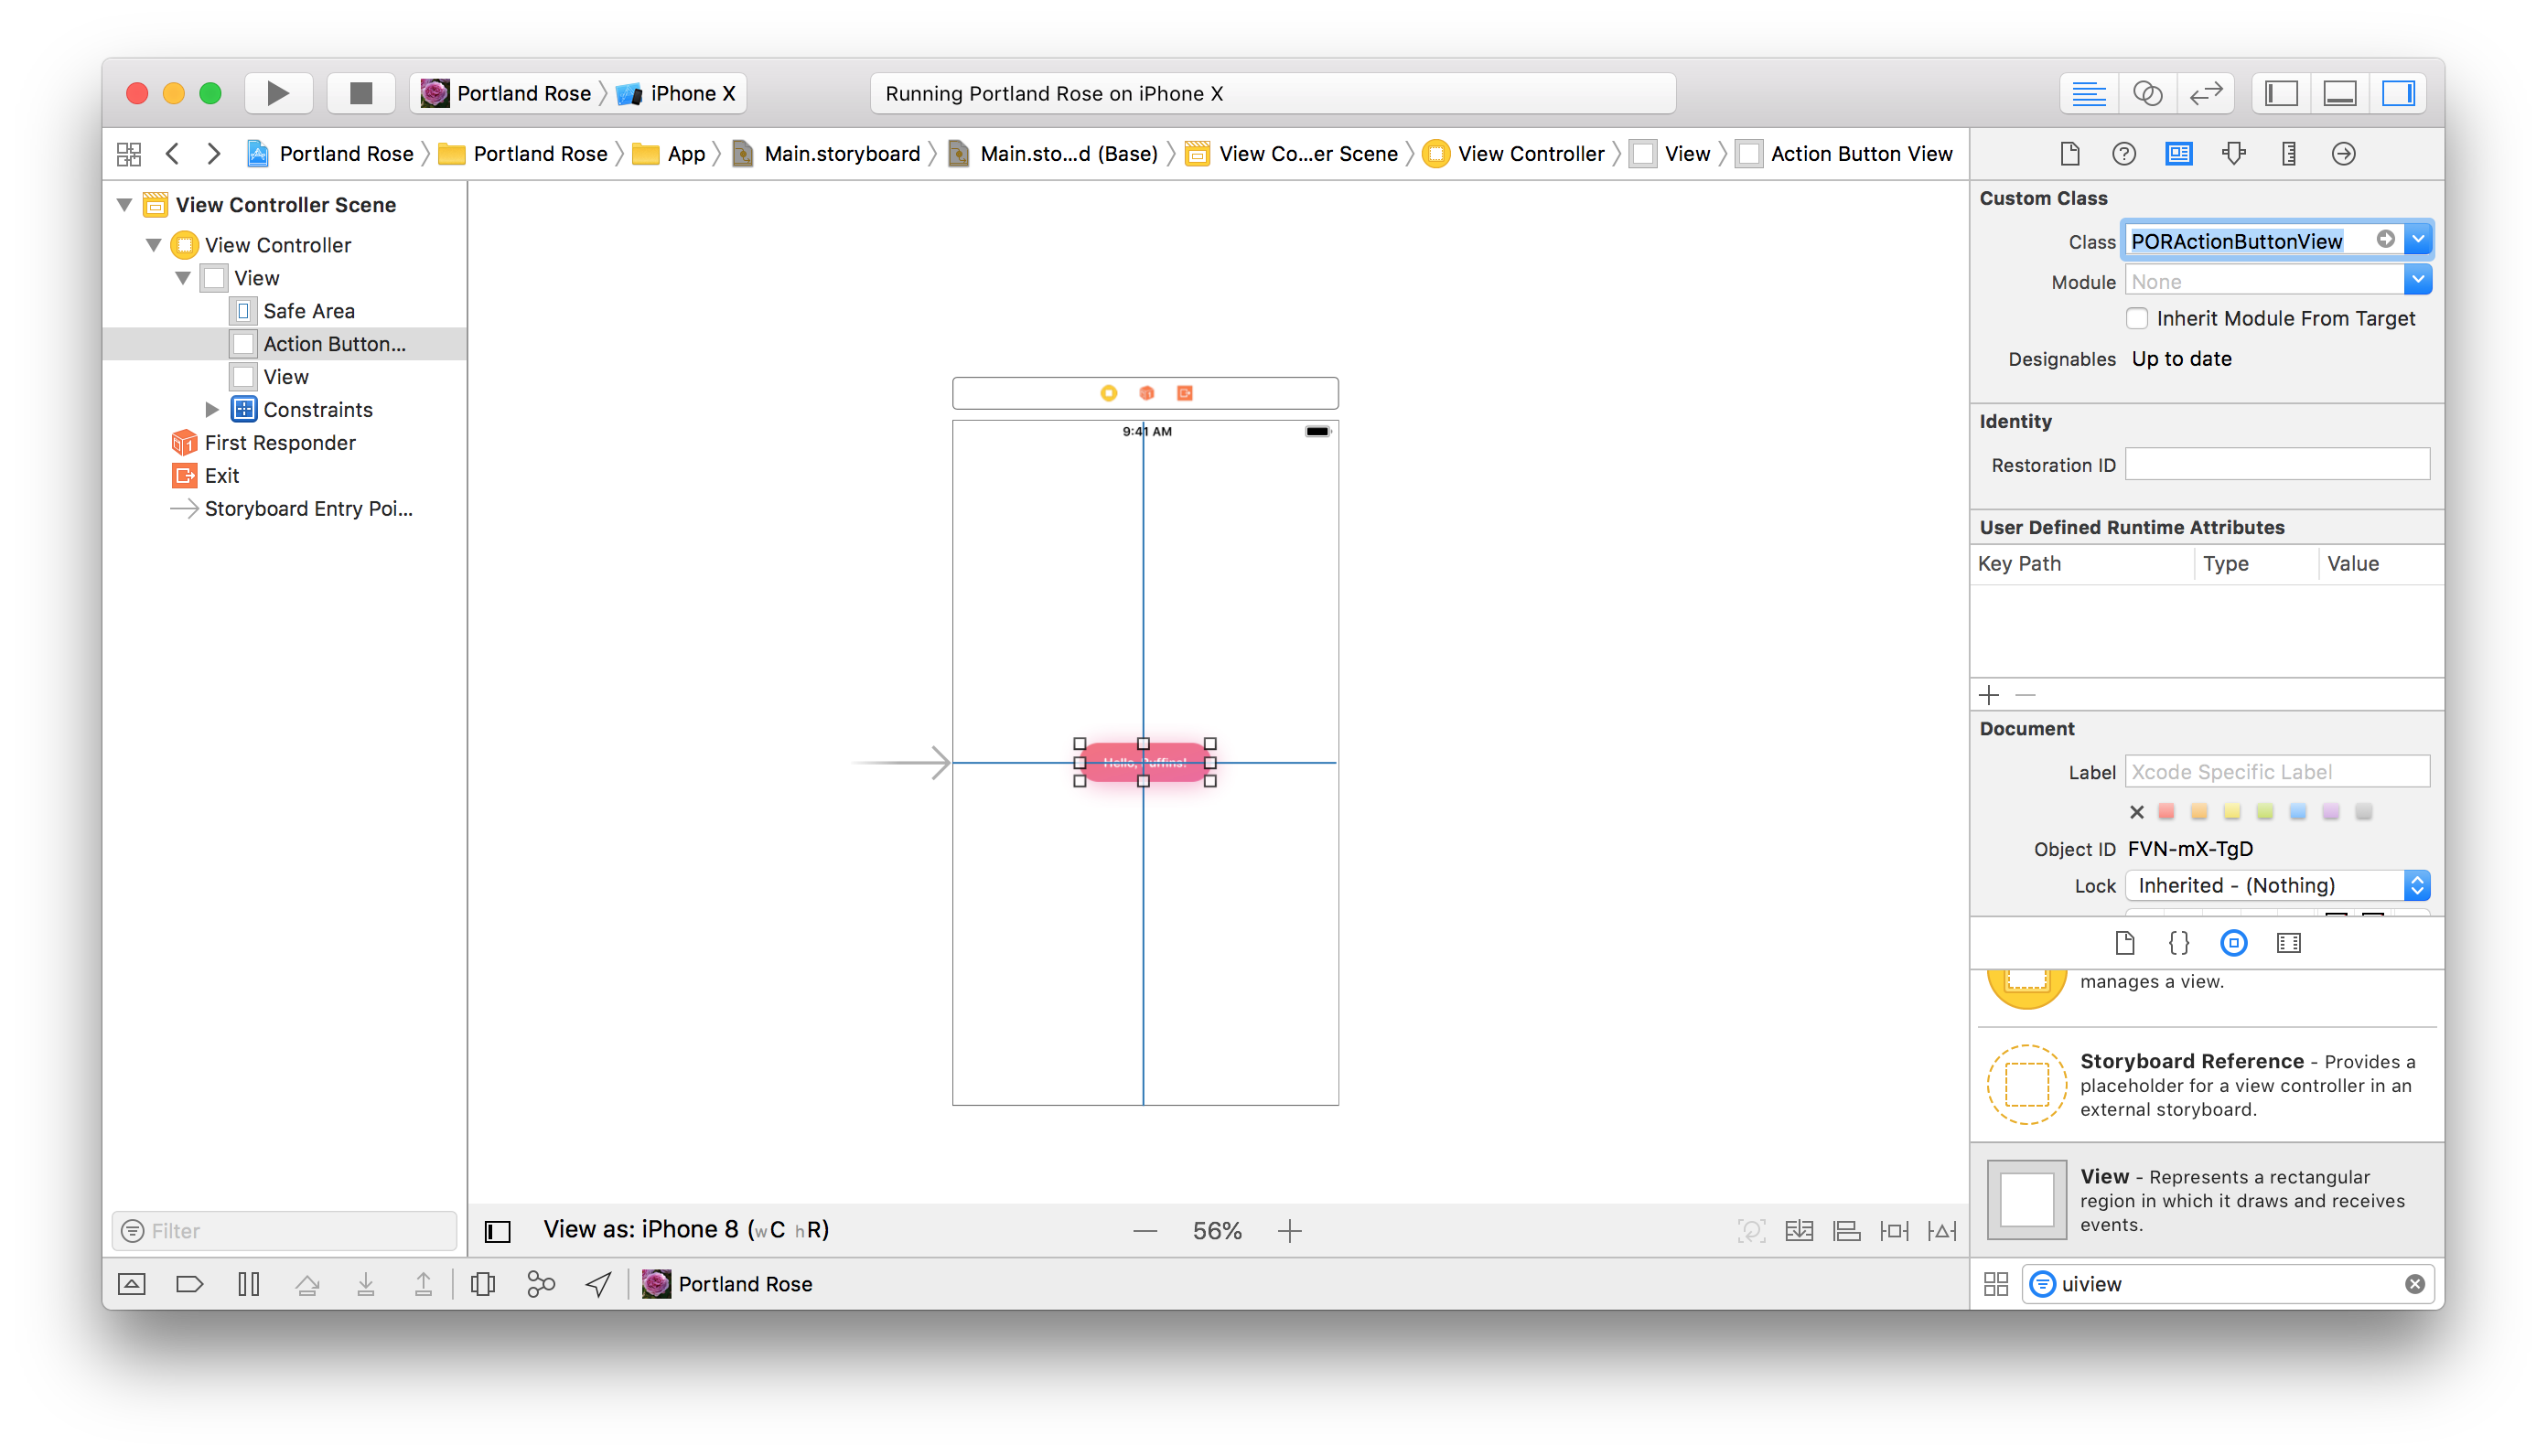 Portland Rose iPhone X
Running Portland Rose on iPhone X
Portland Rose Portland Rose App Main.storyboard Main.sto...d (Base) View Co...er Scene View Controller View Action Button View
View Controller Scene
View Controller
View
Safe Area
Action Button...
View
Constraints
First Responder
Exit
Storyboard Entry Poi...
Filter
9:41 AM
Hello, Puffins!
View as: iPhone 8 (wC hR)
56%
Portland Rose
Custom Class
Class PORActionButtonView
Module None
Inherit Module From Target
Designables Up to date
Identity
Restoration ID
User Defined Runtime Attributes
Key Path Type Value
Document
Label Xcode Specific Label
Object ID FVN-mX-TgD
Lock Inherited - (Nothing)
manages a view.
Storyboard Reference - Provides a
placeholder for a view controller in an
external storyboard.
View - Represents a rectangular
region in which it draws and receives
events.
uiview